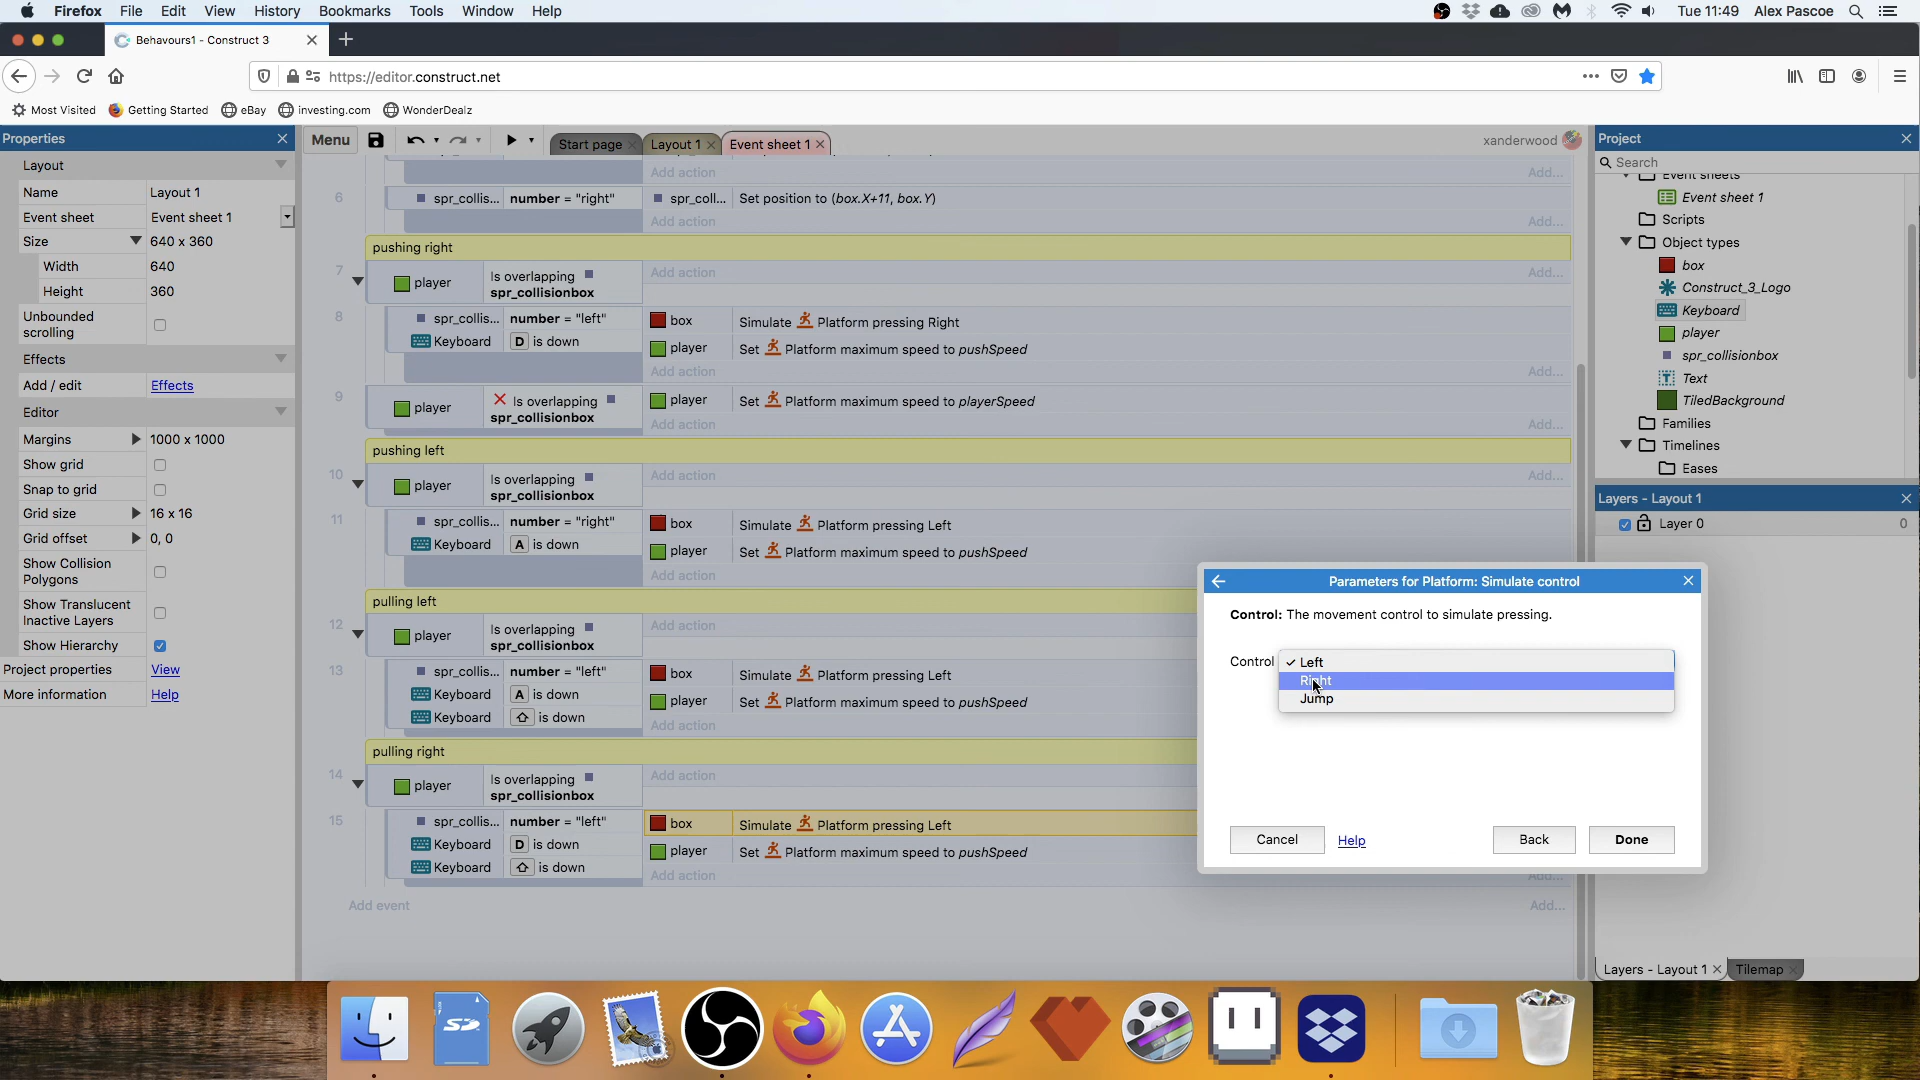 Firefox File Edit View History Bookmarks Tools Window Help Tue 11:49 Alex Pascoe
Behavours1 - Construct 3
https://editor.construct.net
Most Visited Getting Started eBay investing.com WonderDealz
Properties
Layout
Name Layout 1
Event sheet Event sheet 1
Size 640 x 360
Width 640
Height 360
Unbounded
scrolling
Effects
Add / edit Effects
Editor
Margins 1000 x 1000
Show grid
Snap to grid
Grid size 16 x 16
Grid offset 0, 0
Show Collision
Polygons
Show Translucent
Inactive Layers
Show Hierarchy
Project properties View
More information Help
Menu Start page Layout 1 Event sheet 1 xanderwood
Add action Add...
6 spr_collis... number = "right" spr_coll... Set position to (box.X+11, box.Y)
Add action Add...
pushing right
7 player Is overlapping
spr_collisionbox
Add action Add...
8 spr_collis... number = "left" box Simulate Platform pressing Right
Keyboard D is down player Set Platform maximum speed to pushSpeed
Add action Add...
9 player Is overlapping
spr_collisionbox
player Set Platform maximum speed to playerSpeed
Add action Add...
pushing left
10 player Is overlapping
spr_collisionbox
Add action Add...
11 spr_collis... number = "right" box Simulate Platform pressing Left
Keyboard A is down player Set Platform maximum speed to pushSpeed
Add action
pulling left
12 player Is overlapping
spr_collisionbox
Add action
13 spr_collis... number = "left" box Simulate Platform pressing Left
Keyboard A is down player Set Platform maximum speed to pushSpeed
Keyboard is down
Add action
pulling right
14 player Is overlapping
spr_collisionbox
Add action
15 spr_collis... number = "left" box Simulate Platform pressing Left
Keyboard D is down player Set Platform maximum speed to pushSpeed
Keyboard is down
Add action Add...
Add event Add...
Parameters for Platform: Simulate control
Control: The movement control to simulate pressing.
Control Left
Right
Jump
Cancel Help Back Done
Project
Search
Event sheets
Event sheet 1
Scripts
Object types
box
Construct_3_Logo
Keyboard
player
spr_collisionbox
Text
TiledBackground
Families
Timelines
Eases
Layers - Layout 1
Layer 0 0
Layers - Layout 1 Tilemap